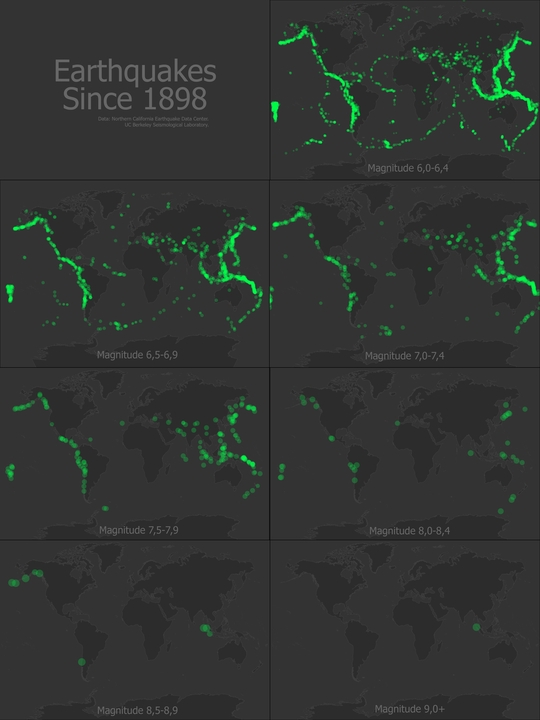 Earthquakes
Since 1898
Data: Northern California Earthquake Data Center,
UC Berkeley Seismological Laboratory.
Magnitude 6,0-6,4
Magnitude 6,5-6,9
Magnitude 7,0-7,4
Magnitude 7,5-7,9
Magnitude 8,0-8,4
Magnitude 8,5-8,9
Magnitude 9,0+